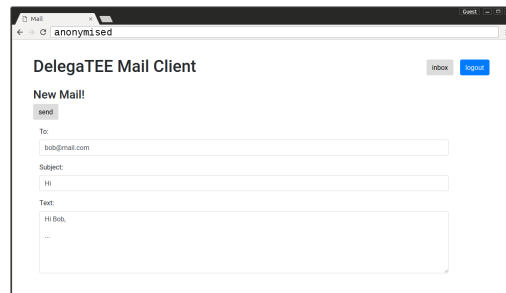 Mail ×
Guest
anonymised
DelegaTEE Mail Client
inbox logout
New Mail!
send
To:
bob@mail.com
Subject:
Hi
Text:
Hi Bob,
...